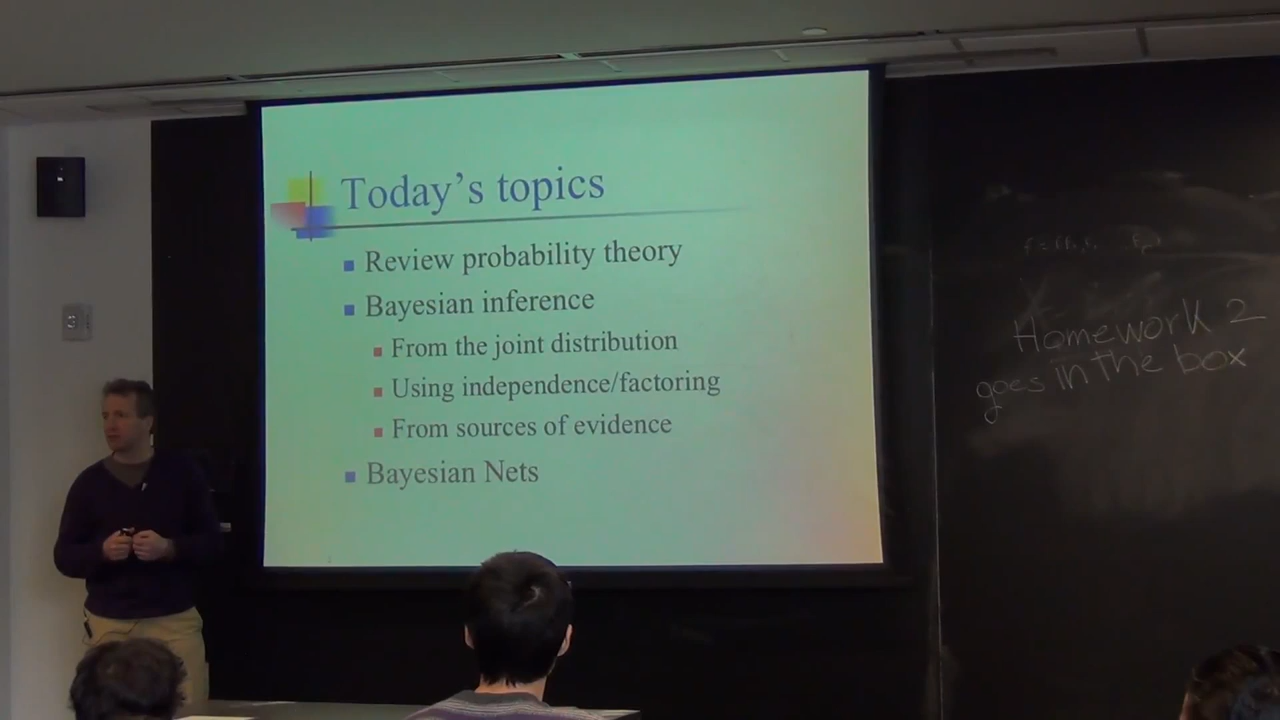 Today's topics
Review probability theory
Bayesian inference
From the joint distribution
Using independence/factoring
From sources of evidence
Bayesian Nets
Homework 2
goes in the box